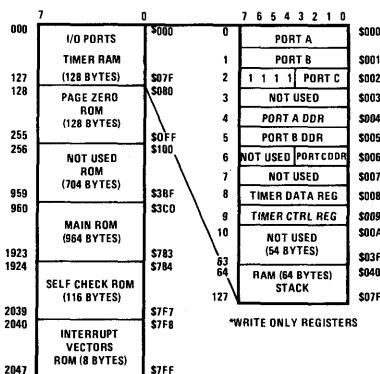 7 0
000 I/O PORTS $000
TIMER RAM
127 (128 BYTES) $07F
128 PAGE ZERO $080
ROM
(128 BYTES)
255 $0FF
256 $100
NOT USED
ROM
(704 BYTES)
959 $3BF
960 $3C0
MAIN ROM
(964 BYTES)
1923 $783
1924 $784
SELF CHECK ROM
(116 BYTES)
2039 $7F7
2040 $7F8
INTERRUPT
VECTORS
ROM (8 BYTES)
2047 $7FF
7 6 5 4 3 2 1 0
0 PORT A $000
1 PORT B $001
2 1 1 1 1 PORT C $002
3 NOT USED $003
4 PORT A DDR $004
5 PORT B DDR $005
6 NOT USED PORT C DDR $006
7 NOT USED $007
8 TIMER DATA REG $008
9 TIMER CTRL REG $009
10 NOT USED $00A
(54 BYTES)
63 $03F
64 RAM (64 BYTES) $040
STACK
127 $07F
*WRITE ONLY REGISTERS